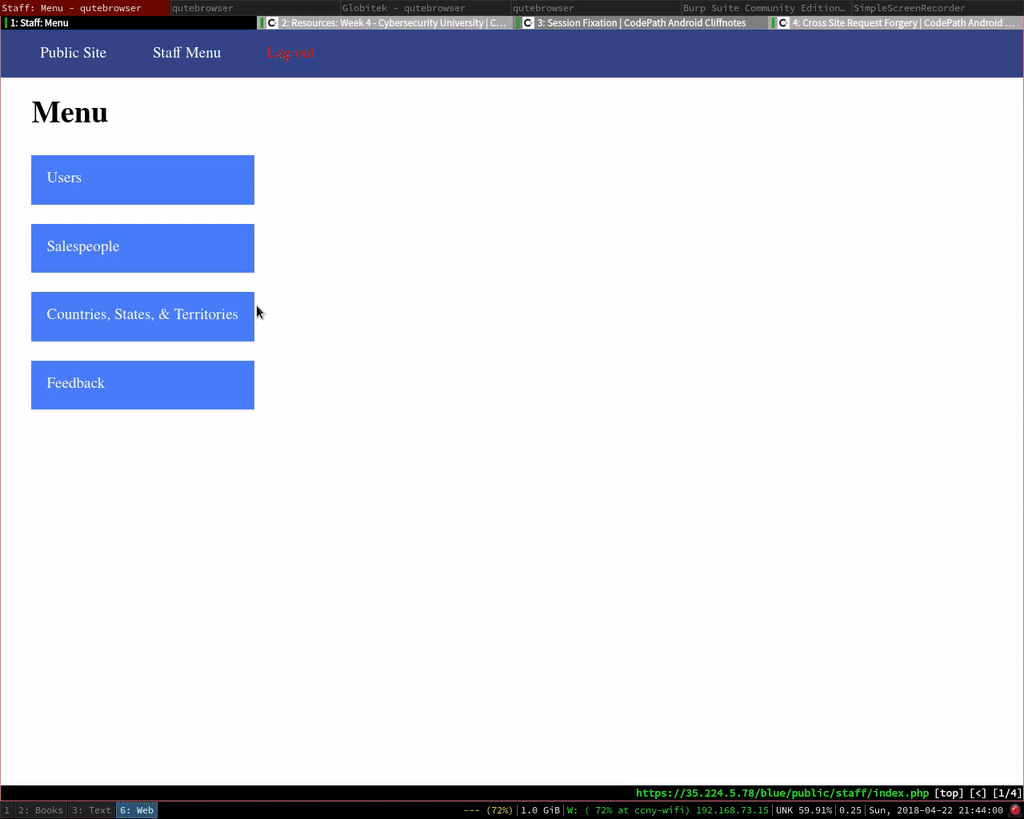 Staff: Menu - qutebrowser qutebrowser Globitek - qutebrowser qutebrowser Burp Suite Community Edition… SimpleScreenRecorder
1: Staff: Menu 2: Resources: Week 4 - Cybersecurity University | C… 3: Session Fixation | CodePath Android Cliffnotes 4: Cross Site Request Forgery | CodePath Android …
Public Site Staff Menu Log out
Menu
Users
Salespeople
Countries, States, & Territories
Feedback
https://35.224.5.78/blue/public/staff/index.php [top] [<] [1/4]
1 2: Books 3: Text 6: Web --- (72%) 1.0 GiB W: ( 72% at ccny-wifi) 192.168.73.15 UNK 59.91% 0.25 Sun, 2018-04-22 21:44:00